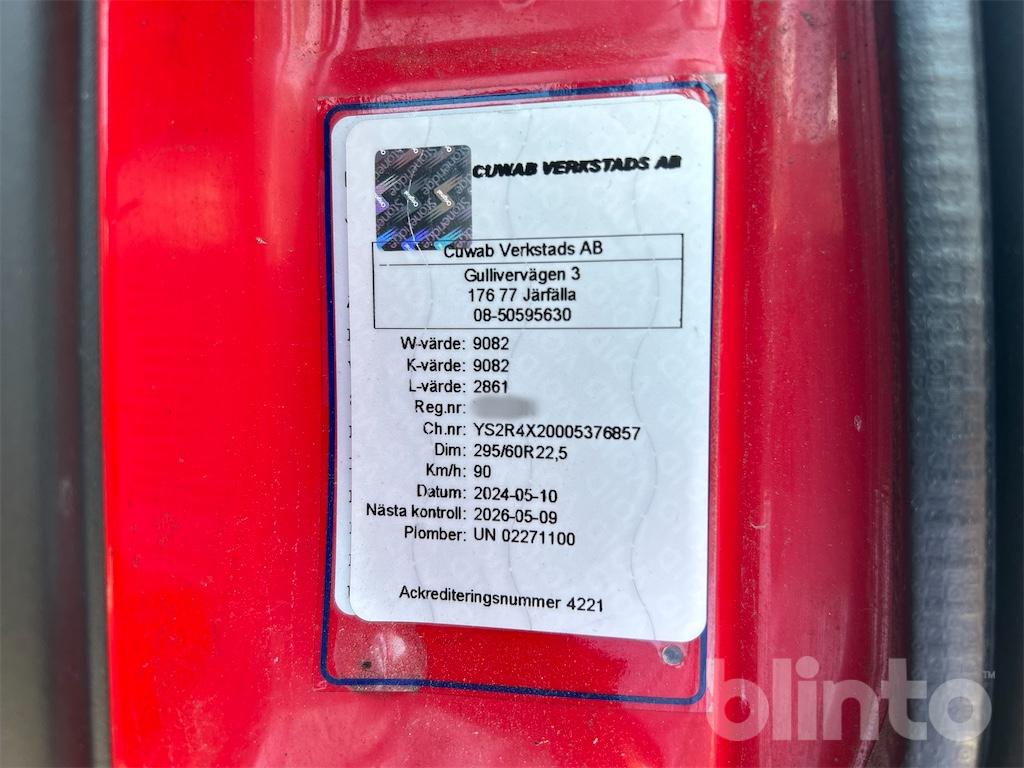 CUWAB VERKSTADS AB
Cuwab Verkstads AB
Gullivervägen 3
176 77 Järfälla
08-50595630
W-värde: 9082
K-värde: 9082
L-värde: 2861
Reg.nr:
Ch.nr: YS2R4X20005376857
Dim: 295/60R22,5
Km/h: 90
Datum: 2024-05-10
Nästa kontroll: 2026-05-09
Plomber: UN 02271100
Ackrediteringsnummer 4221
blinto™